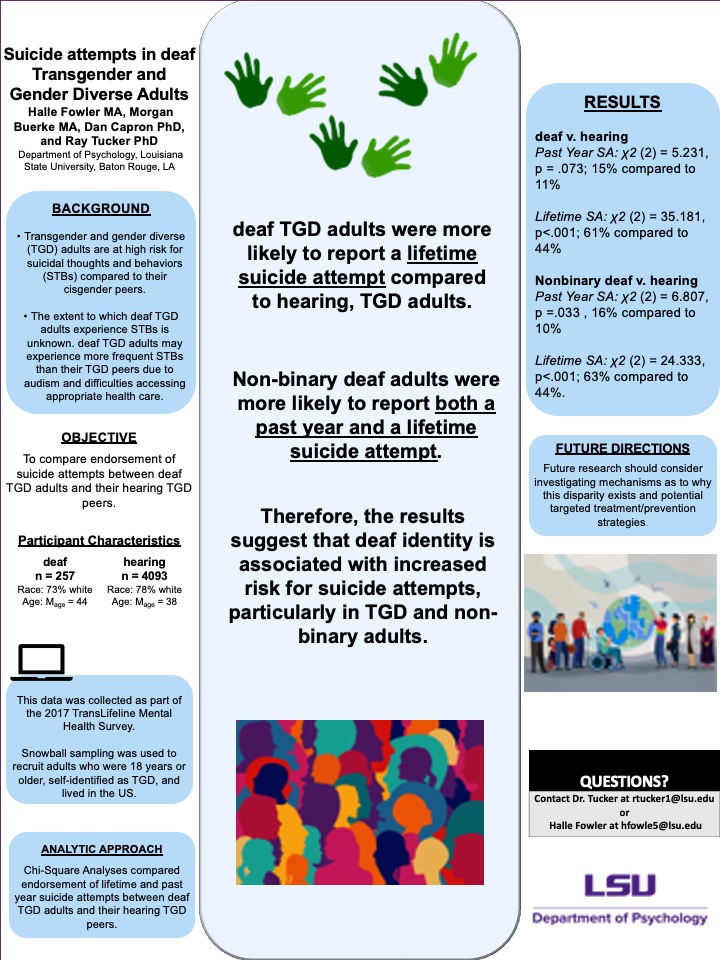 Suicide attempts in deaf
Transgender and
Gender Diverse Adults
Halle Fowler MA, Morgan
Buerke MA, Dan Capron PhD,
and Ray Tucker PhD
Department of Psychology, Louisiana
State University, Baton Rouge, LA
BACKGROUND
• Transgender and gender diverse
(TGD) adults are at high risk for
suicidal thoughts and behaviors
(STBs) compared to their
cisgender peers.
• The extent to which deaf TGD
adults experience STBs is
unknown. deaf TGD adults may
experience more frequent STBs
than their TGD peers due to
audism and difficulties accessing
appropriate health care.
OBJECTIVE
To compare endorsement of
suicide attempts between deaf
TGD adults and their hearing TGD
peers.
Participant Characteristics
deaf
n = 257
Race: 73% white
Age: Mage = 44
hearing
n = 4093
Race: 78% white
Age: Mage = 38
This data was collected as part of
the 2017 TransLifeline Mental
Health Survey.
Snowball sampling was used to
recruit adults who were 18 years or
older, self-identified as TGD, and
lived in the US.
ANALYTIC APPROACH
Chi-Square Analyses compared
endorsement of lifetime and past
year suicide attempts between deaf
TGD adults and their hearing TGD
peers.
deaf TGD adults were more
likely to report a lifetime
suicide attempt compared
to hearing, TGD adults.
Non-binary deaf adults were
more likely to report both a
past year and a lifetime
suicide attempt.
Therefore, the results
suggest that deaf identity is
associated with increased
risk for suicide attempts,
particularly in TGD and non-
binary adults.
RESULTS
deaf v. hearing
Past Year SA: χ2 (2) = 5.231,
p = .073; 15% compared to
11%
Lifetime SA: χ2 (2) = 35.181,
p<.001; 61% compared to
44%
Nonbinary deaf v. hearing
Past Year SA: χ2 (2) = 6.807,
p =.033 , 16% compared to
10%
Lifetime SA: χ2 (2) = 24.333,
p<.001; 63% compared to
44%.
FUTURE DIRECTIONS
Future research should consider
investigating mechanisms as to why
this disparity exists and potential
targeted treatment/prevention
strategies.
QUESTIONS?
Contact Dr. Tucker at rtucker1@lsu.edu
or
Halle Fowler at hfowle5@lsu.edu
LSU
Department of Psychology